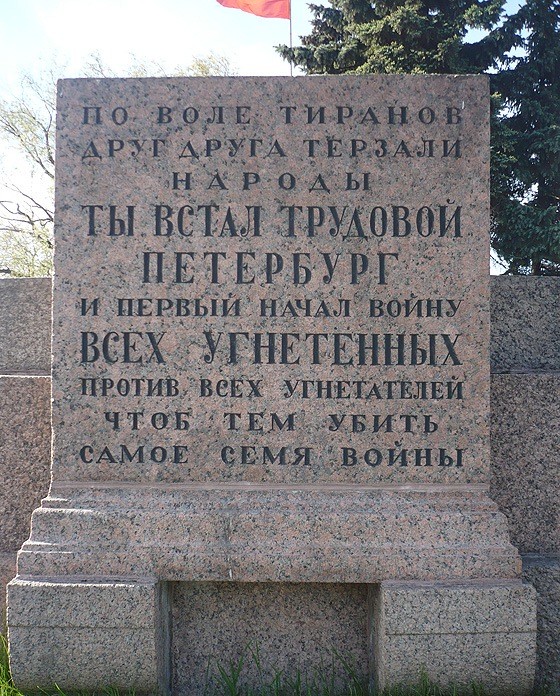 ПО ВОЛЕ ТИРАНОВ
ДРУГ ДРУГА ТЕРЗАЛИ
НАРОДЫ
ТЫ ВСТАЛ ТРУДОВОЙ
ПЕТЕРБУРГ
И ПЕРВЫЙ НАЧАЛ ВОЙНУ
ВСЕХ УГНЕТЕННЫХ
ПРОТИВ ВСЕХ УГНЕТАТЕЛЕЙ
ЧТОБ ТЕМ УБИТЬ
САМОЕ СЕМЯ ВОЙНЫ